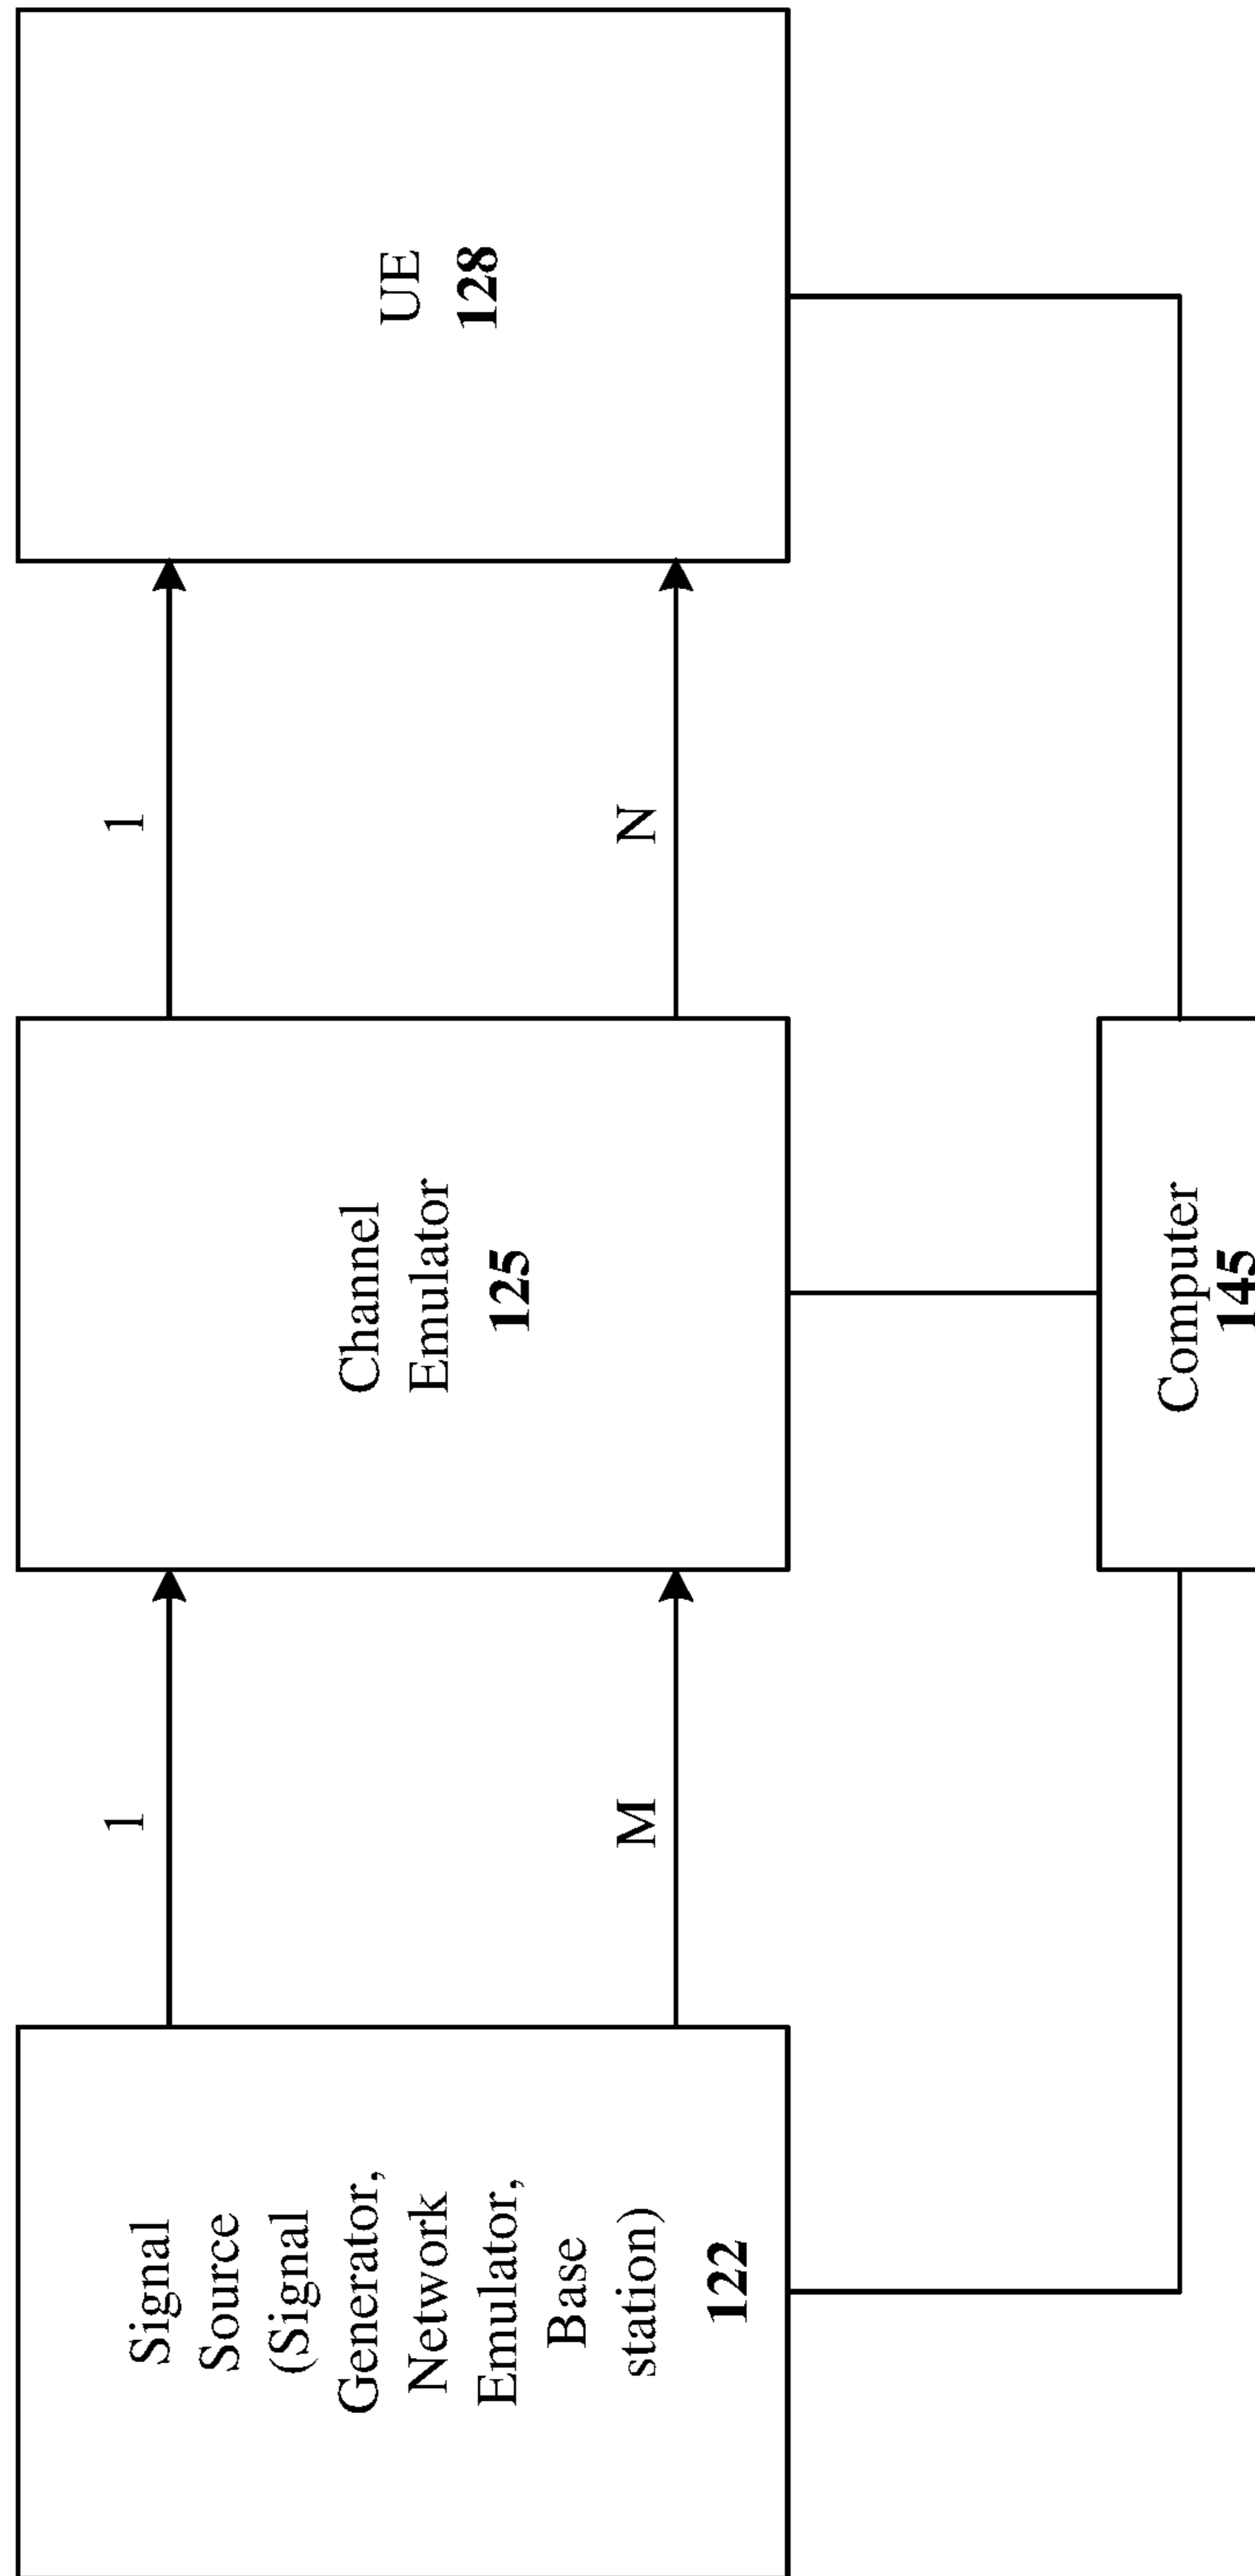 Signal
Source
(Signal
Generator,
Network
Emulator,
Base
station)
122
1
M
Channel
Emulator
125
1
N
UE
128
Computer
145